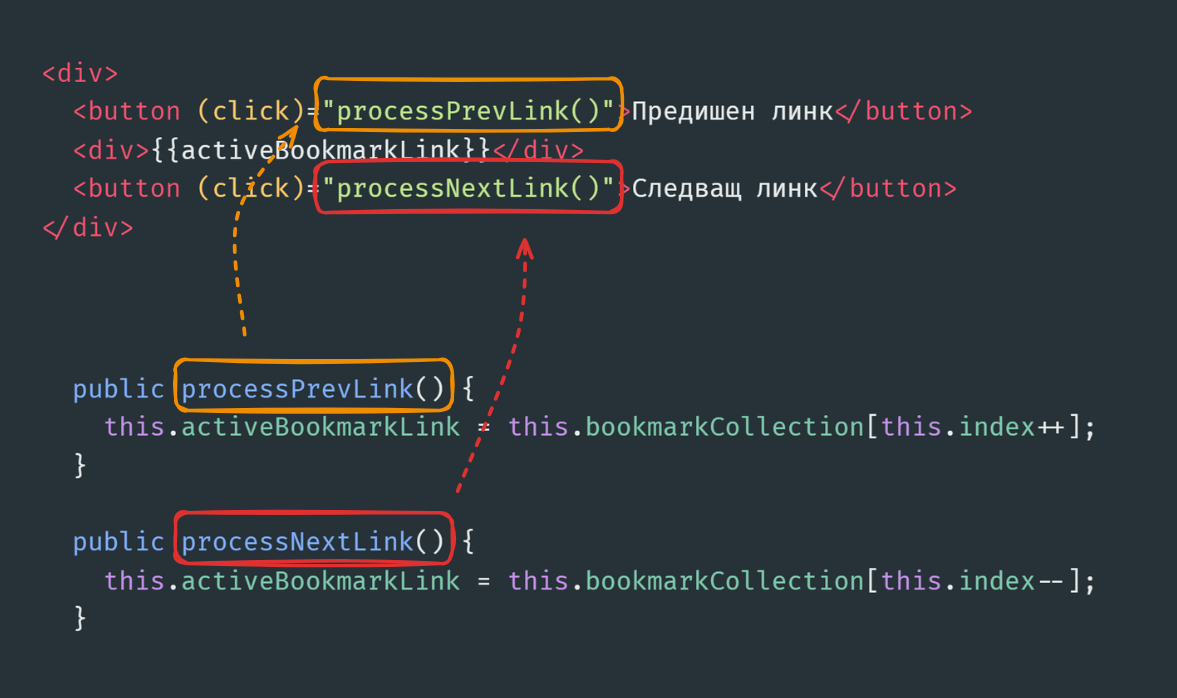 <div>
<button (click)="processPrevLink()">Предишен линк</button>
<div>{{activeBookmarkLink}}</div>
<button (click)="processNextLink()">Следващ линк</button>
</div>
public processPrevLink() {
this.activeBookmarkLink = this.bookmarkCollection[this.index++];
}
public processNextLink() {
this.activeBookmarkLink = this.bookmarkCollection[this.index--];
}